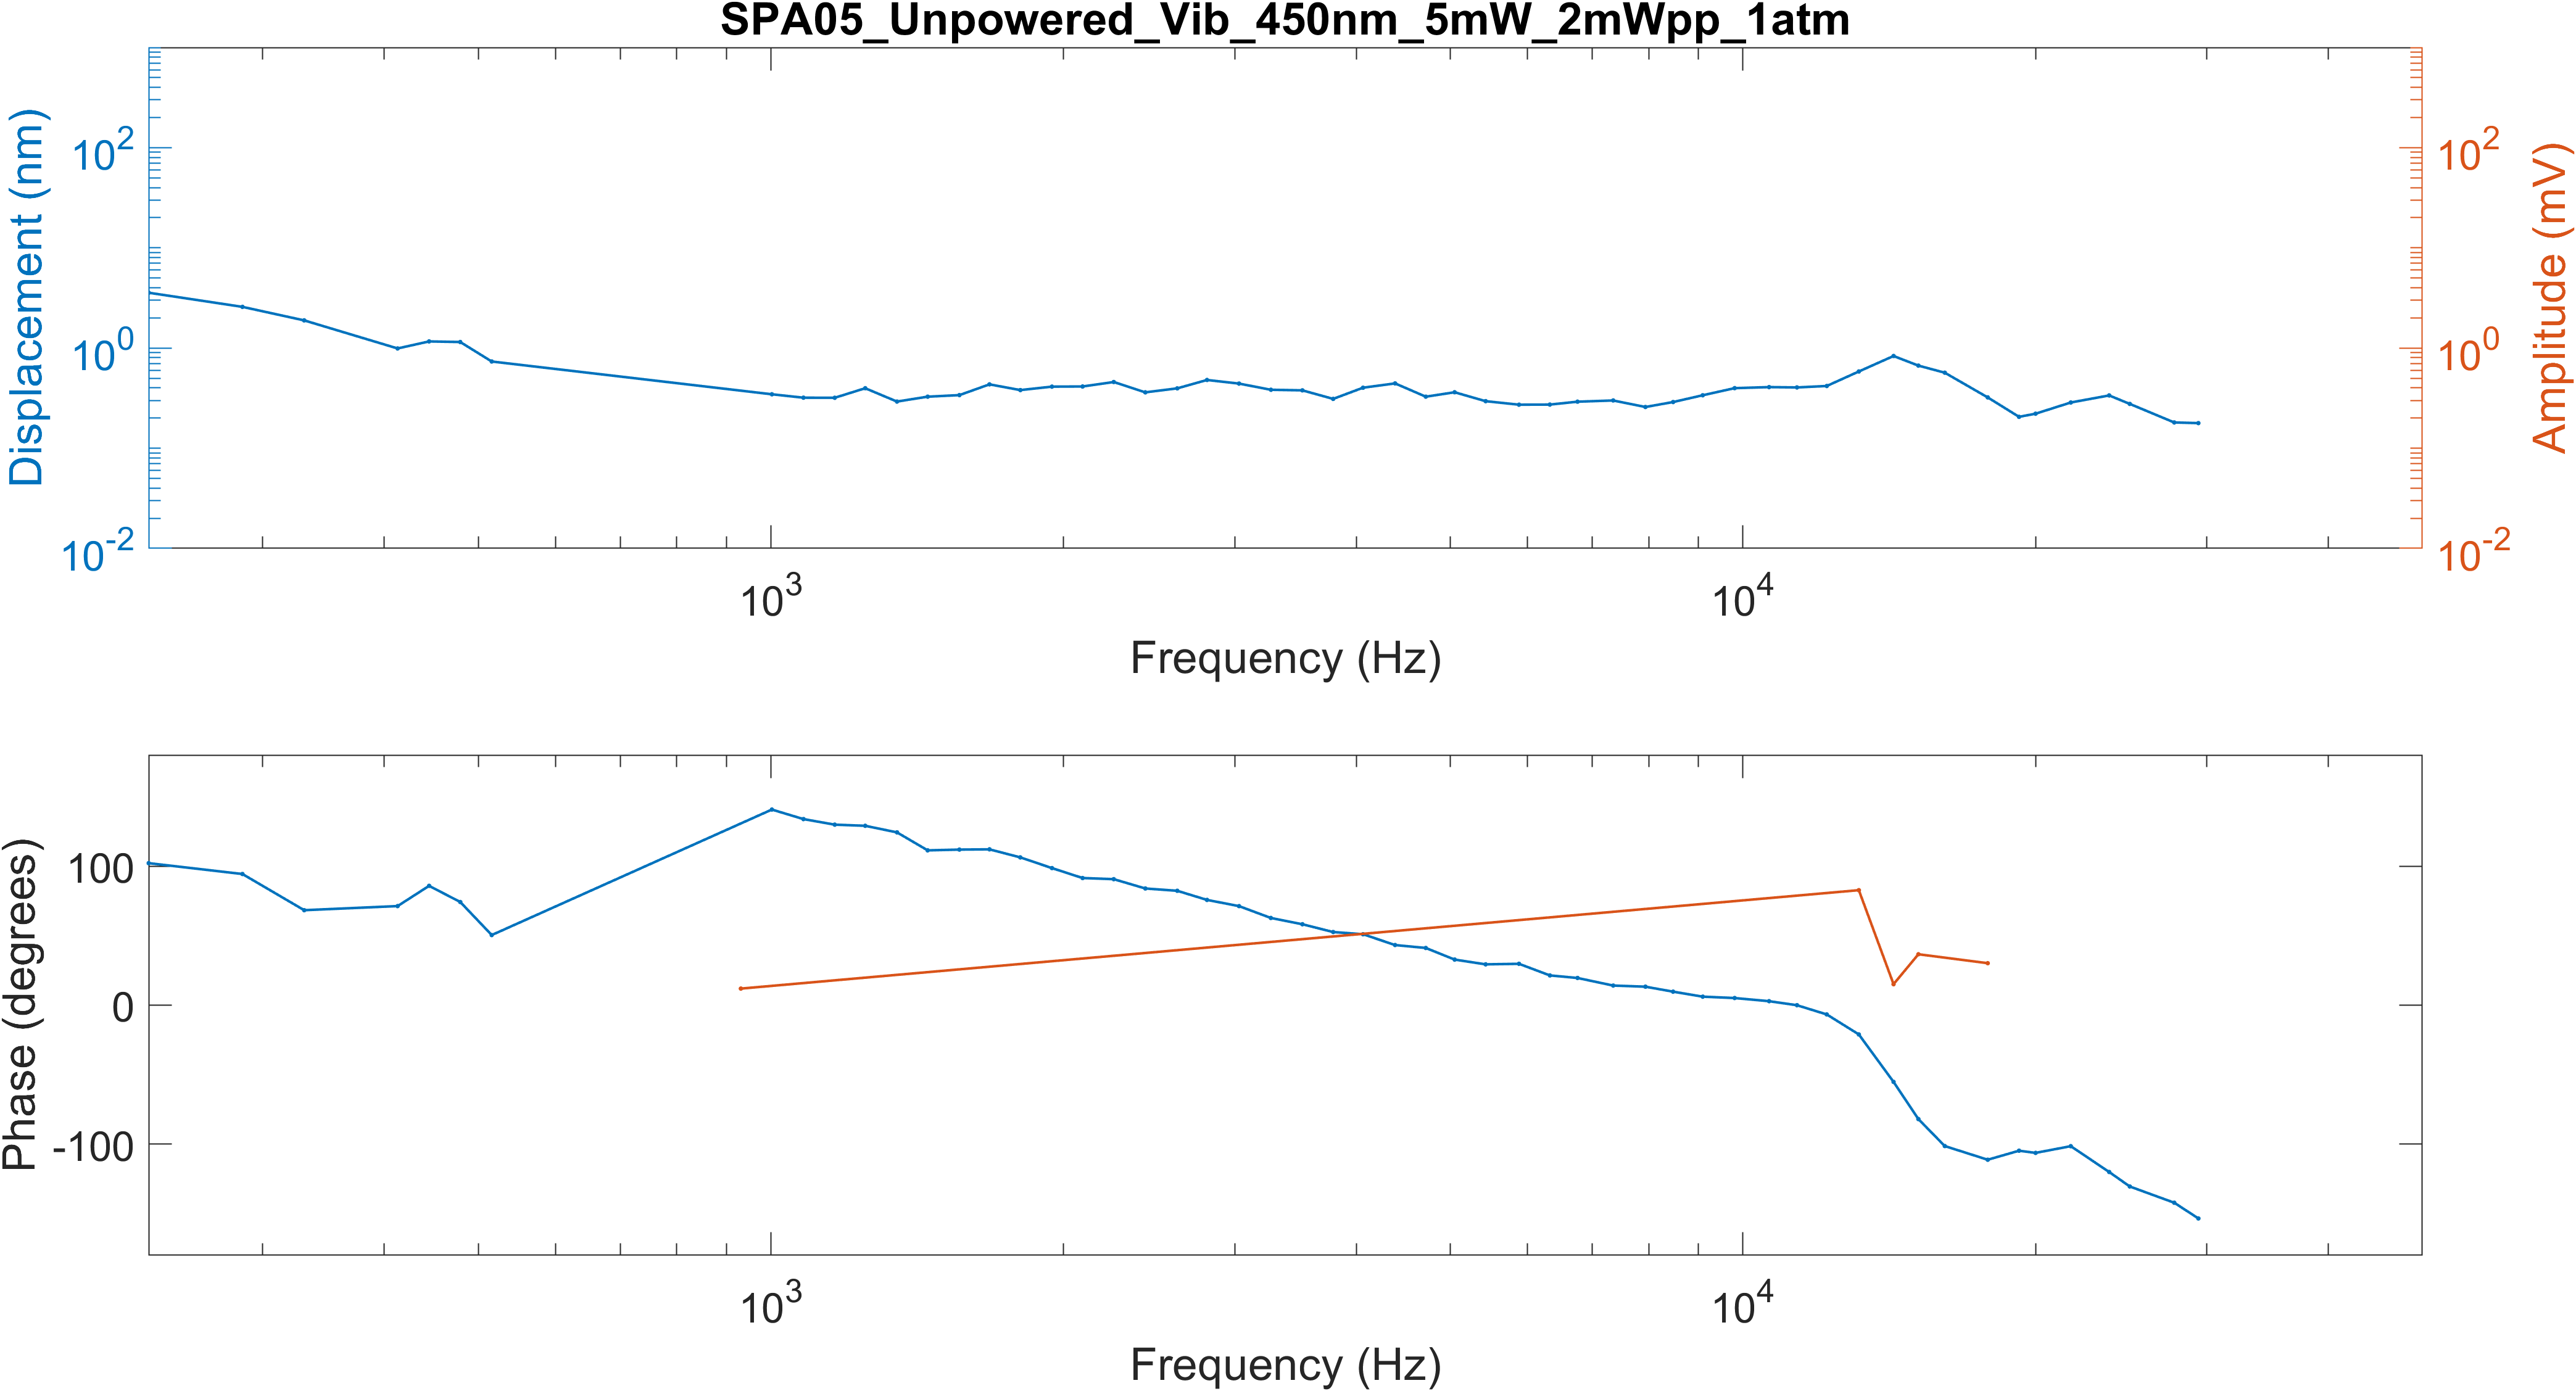 SPA05_Unpowered_Vib_450nm_5mW_2mWpp_1atm
Displacement (nm)
10^2
10^0
10^-2
Amplitude (mV)
10^2
10^0
10^-2
10^3
10^4
Frequency (Hz)
Phase (degrees)
100
0
-100
10^3
10^4
Frequency (Hz)